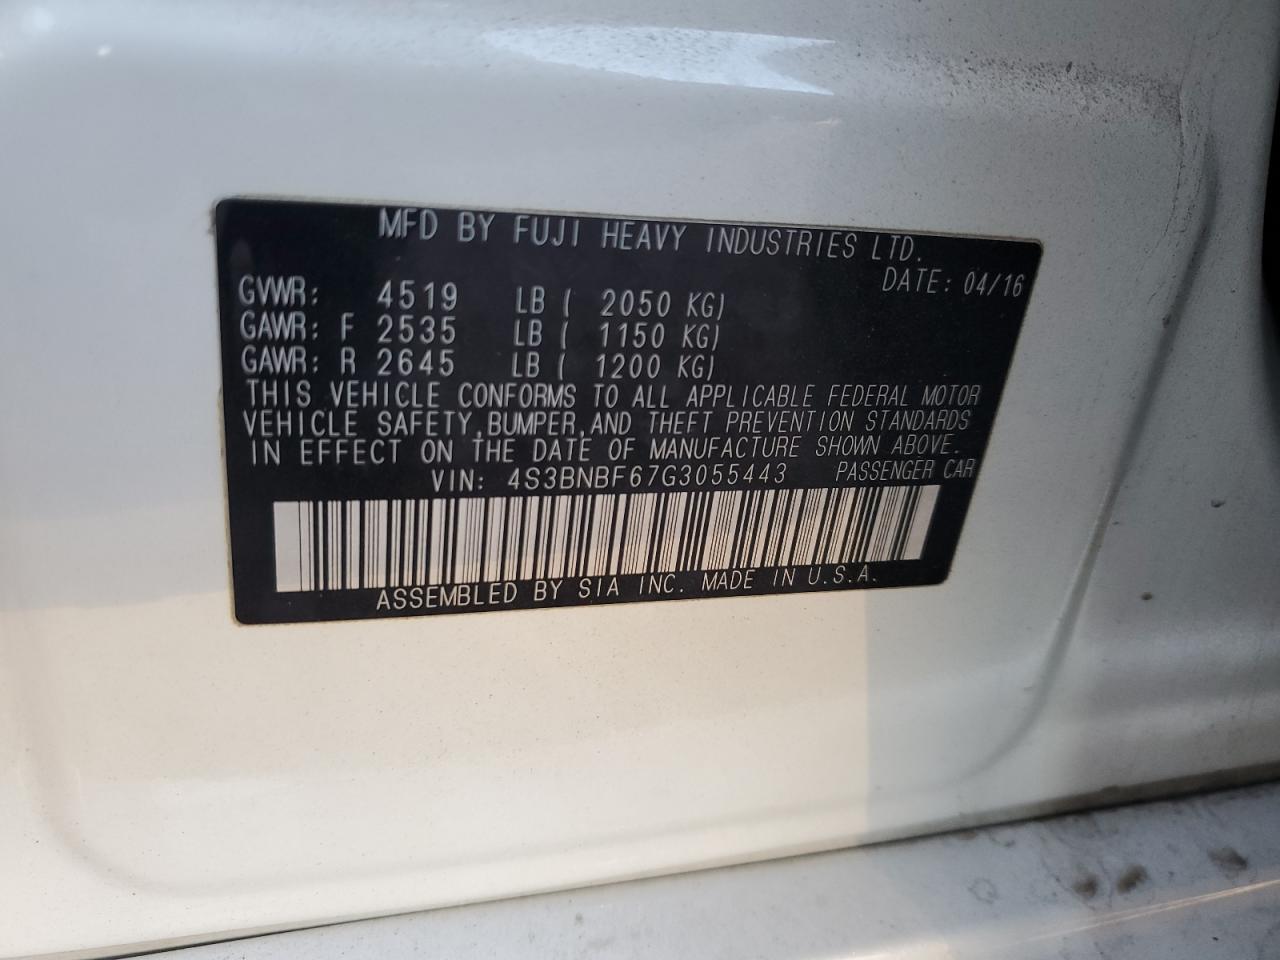 MFD BY FUJI HEAVY INDUSTRIES LTD.
DATE: 04/16
GVWR: 4519 LB ( 2050 KG)
GAWR: F 2535 LB ( 1150 KG)
GAWR: R 2645 LB ( 1200 KG)
THIS VEHICLE CONFORMS TO ALL APPLICABLE FEDERAL MOTOR
VEHICLE SAFETY,BUMPER,AND THEFT PREVENTION STANDARDS
IN EFFECT ON THE DATE OF MANUFACTURE SHOWN ABOVE.
VIN: 4S3BNBF67G3055443 PASSENGER CAR
ASSEMBLED BY SIA INC. MADE IN U.S.A.